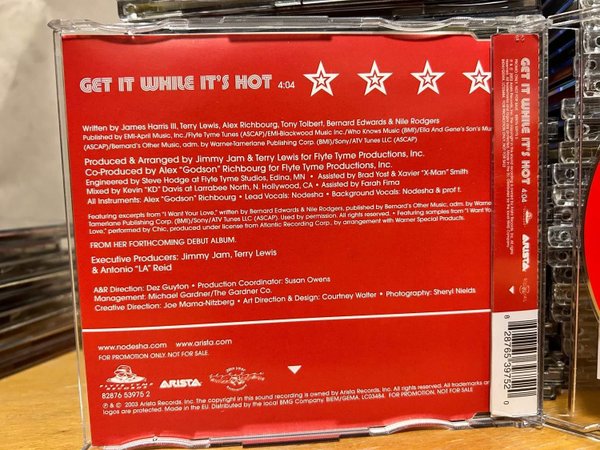 GET IT WHILE IT'S HOT 4:04
Written by James Harris III, Terry Lewis, Alex Richbourg, Tony Tolbert, Bernard Edwards & Nile Rodgers
Published by EMI-April Music, Inc./Flyte Tyme Tunes (ASCAP)/EMI-Blackwood Music Inc./Who Knows Music (BMI)/Ella And Gene's Son's Mus
(ASCAP)/Bernard's Other Music, adm. by Warner-Tamerlane Publishing Corp. (BMI)/Sony/ATV Tunes LLC (ASCAP)
Produced & Arranged by Jimmy Jam & Terry Lewis for Flyte Tyme Productions, Inc.
Co-Produced by Alex "Godson" Richbourg for Flyte Tyme Productions, Inc.
Engineered by Steve Hodge at Flyte Tyme Studios, Edina, MN • Assisted by Brad Yost & Xavier "X-Man" Smith
Mixed by Kevin "KD" Davis at Larrabee North, N. Hollywood, CA • Assisted by Farah Fima
All Instruments: Alex "Godson" Richbourg • Lead Vocals: Nodesha • Background Vocals: Nodesha & prof t.
Featuring excerpts from "I Want Your Love," written by Bernard Edwards & Nile Rodgers, published by Bernard's Other Music, adm. by Warner-
Tamerlane Publishing Corp. (BMI)/Sony/ATV Tunes LLC (ASCAP). Used by permission. All rights reserved. • Featuring samples from "I Want Your
Love," performed by Chic, used under license from Atlantic Recording Corp., by arrangement with Warner Special Products.
FROM HER FORTHCOMING DEBUT ALBUM.
Executive Producers: Jimmy Jam, Terry Lewis
& Antonio "LA" Reid
A&R Direction: Dez Guyton • Production Coordinator: Susan Owens
Management: Michael Gardner/The Gardner Co.
Creative Direction: Joe Mama-Nitzberg • Art Direction & Design: Courtney Walter • Photography: Sheryl Nields
www.nodesha.com • www.arista.com
FOR PROMOTION ONLY. NOT FOR SALE.
FLYTE TYME RECORDS
ARISTA
82876 53975 2
℗ & © 2003 Arista Records, Inc. The copyright in this sound recording is owned by Arista Records, Inc. All rights reserved. All trademarks and
logos are protected. Made in the EU. Distributed by the local BMG Company. BIEM/GEMA. LC03484. FOR PROMOTION ONLY. NOT FOR SALE
GET IT WHILE IT'S HOT 4:04
ARISTA
8 28765 39752 0